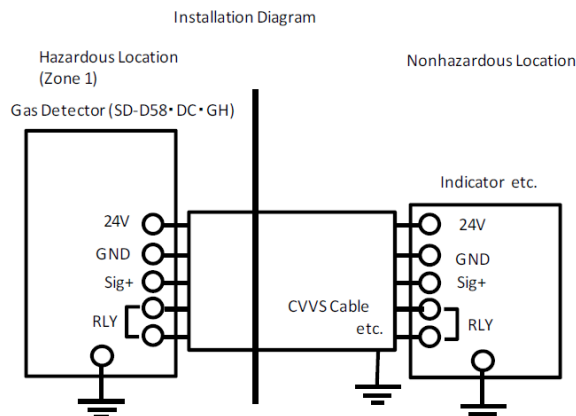 Installation Diagram
Hazardous Location
(Zone 1)
Nonhazardous Location
Gas Detector (SD-D58・DC・GH)
Indicator etc.
24V
GND
Sig+
RLY
CVVS Cable
etc.
24V
GND
Sig+
RLY